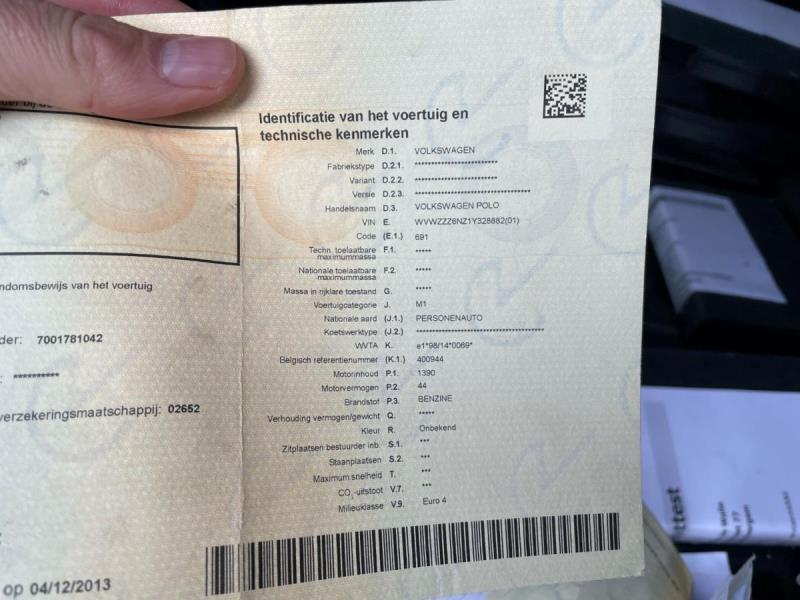 Identificatie van het voertuig en
technische kenmerken
Merk D.1. VOLKSWAGEN
Fabriekstype D.2.1. **********************
Variant D.2.2. **********************
Versie D.2.3. *******************************
Handelsnaam D.3. VOLKSWAGEN POLO
VIN E. WVWZZZ6NZ1Y328882(01)
Code (E.1.) 691
Techn. toelaatbare
maximummassa F.1. *****
Nationale toelaatbare
maximummassa F.2. *****
Massa in rijklare toestand G. *****
Voertuigcategorie J. M1
Nationale aard (J.1.) PERSONENAUTO
Koetswerktype (J.2.) ***********************************
WVTA K. e1*98/14*0069*
Belgisch referentienummer (K.1.) 400944
Motorinhoud P.1. 1390
Motorvermogen P.2. 44
Brandstof P.3. BENZINE
Verhouding vermogen/gewicht Q. *****
Kleur R. Onbekend
Zitplaatsen bestuurder inb. S.1. ***
Staanplaatsen S.2. ***
Maximum snelheid T. ***
CO₂-uitstoot V.7. ***
Milieuklasse V.9. Euro 4
ndomsbewijs van het voertuig
der: 7001781042
: **********
verzekeringsmaatschappij: 02652
op 04/12/2013
ttest